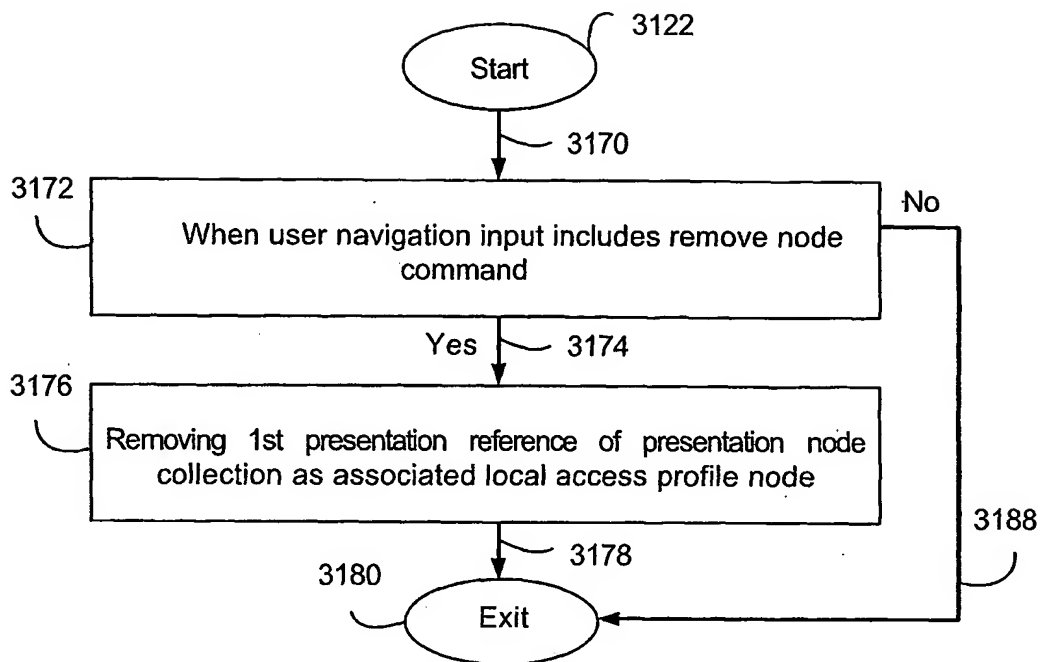 3122
Start
3170
3172
No
When user navigation input includes remove node
command
Yes
3174
3176
Removing 1st presentation reference of presentation node
collection as associated local access profile node
3178
3188
3180
Exit